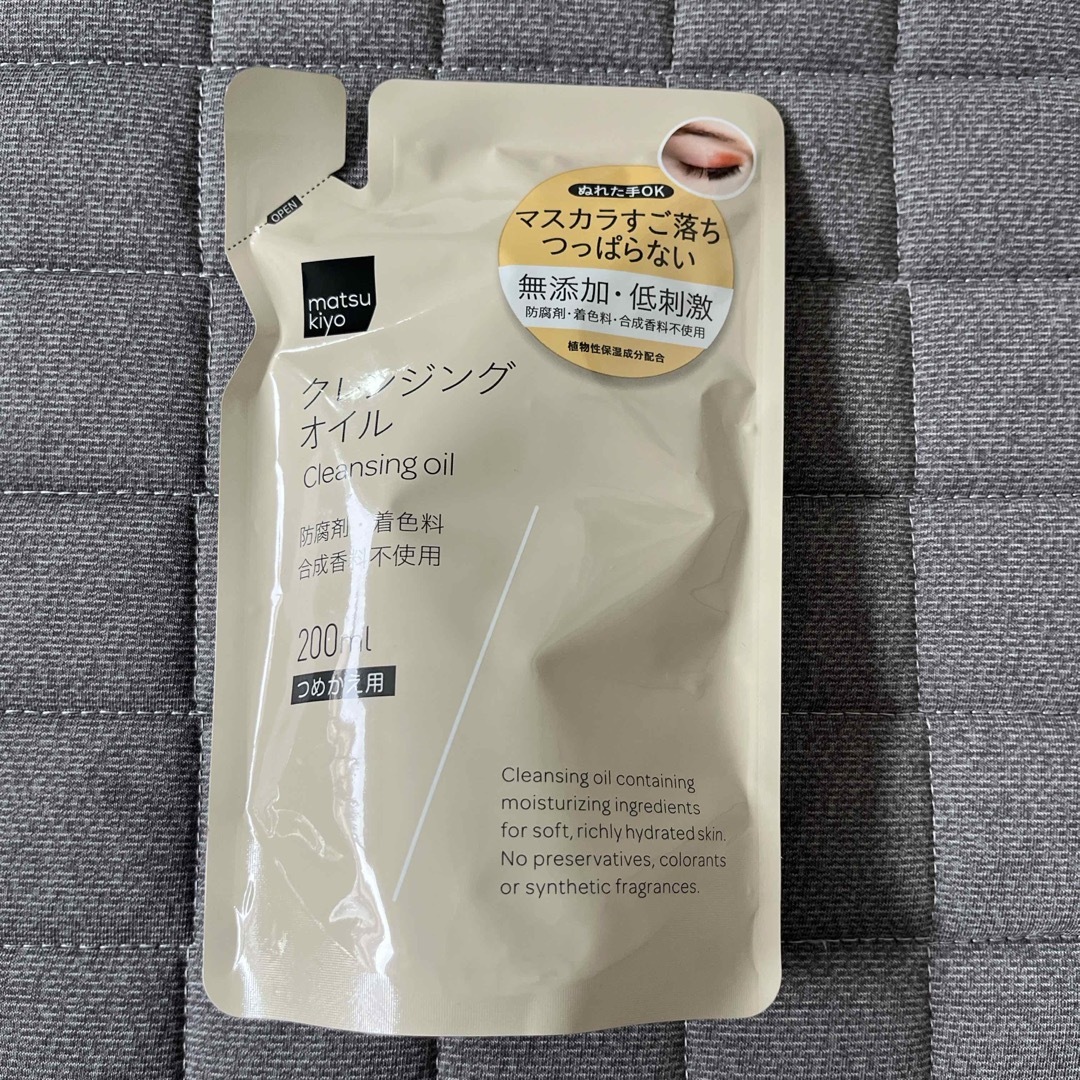 OPEN
ぬれた手OK
マスカラすご落ち
つっぱらない
無添加・低刺激
防腐剤・着色料・合成香料不使用
植物性保湿成分配合
matsu
kiyo
クレンジング
オイル
Cleansing oil
防腐剤・着色料
合成香料不使用
200ml
つめかえ用
Cleansing oil containing
moisturizing ingredients
for soft, richly hydrated skin.
No preservatives, colorants
or synthetic fragrances.